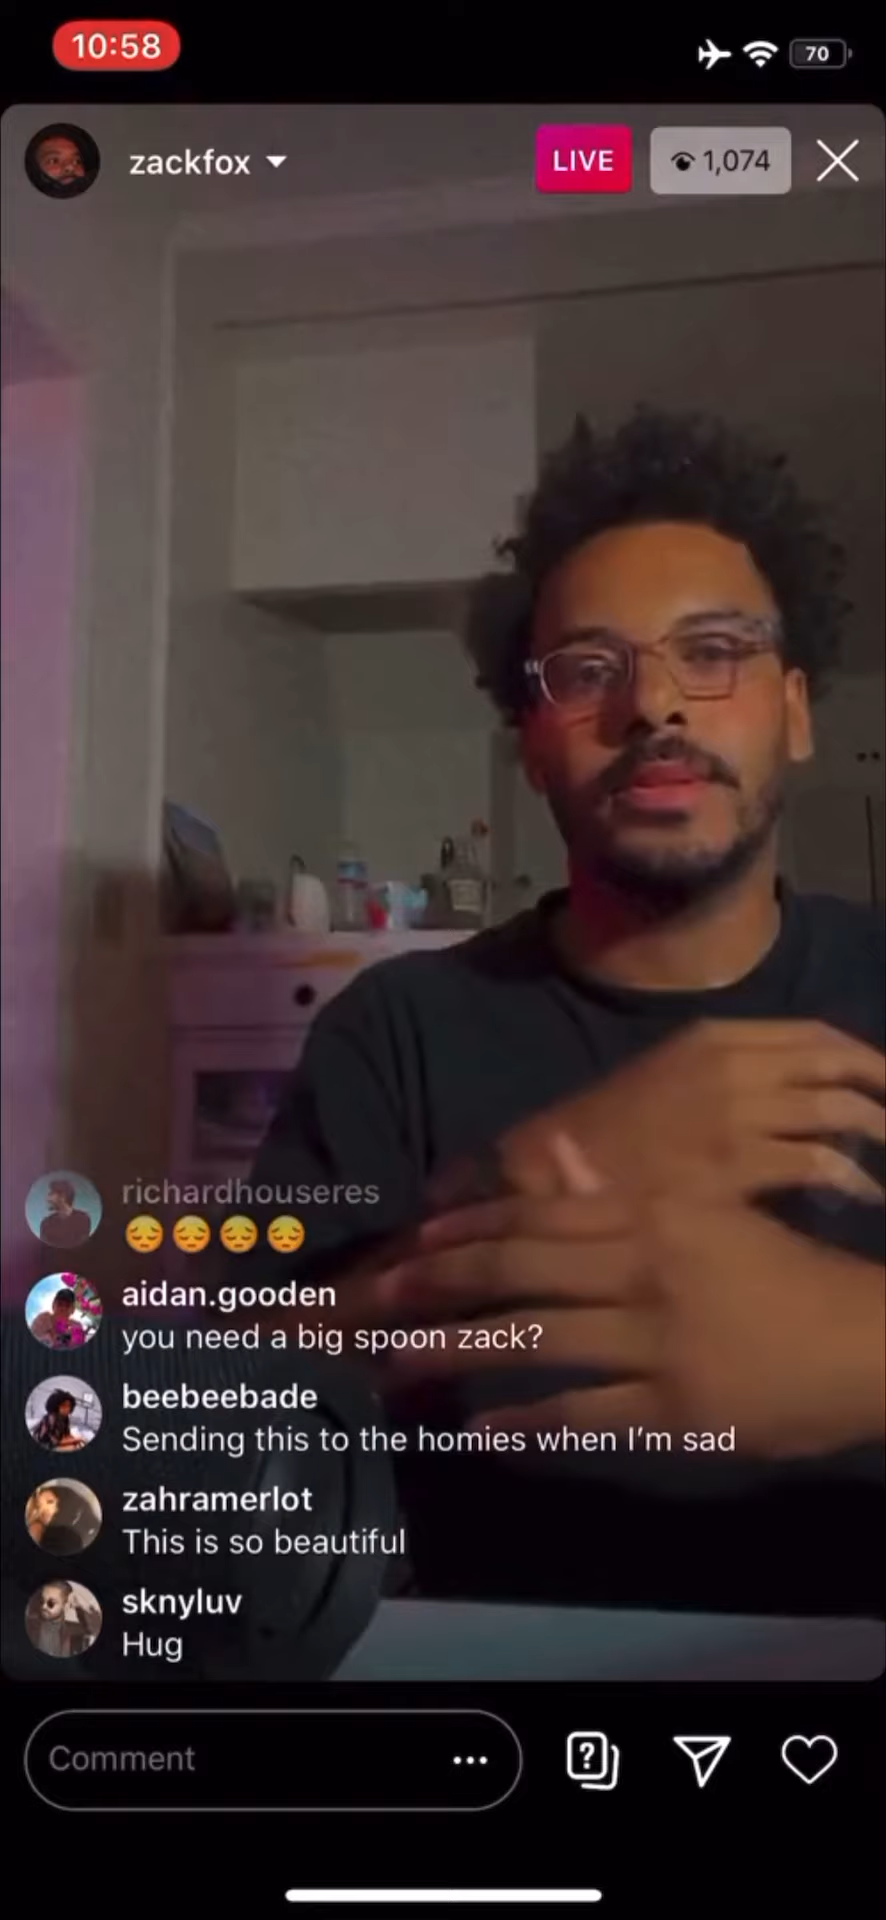 10:58
70
zackfox
LIVE
1,074
richardhouseres
😔😔😔😔
aidan.gooden
you need a big spoon zack?
beebeebade
Sending this to the homies when I’m sad
zahramerlot
This is so beautiful
sknyluv
Hug
Comment